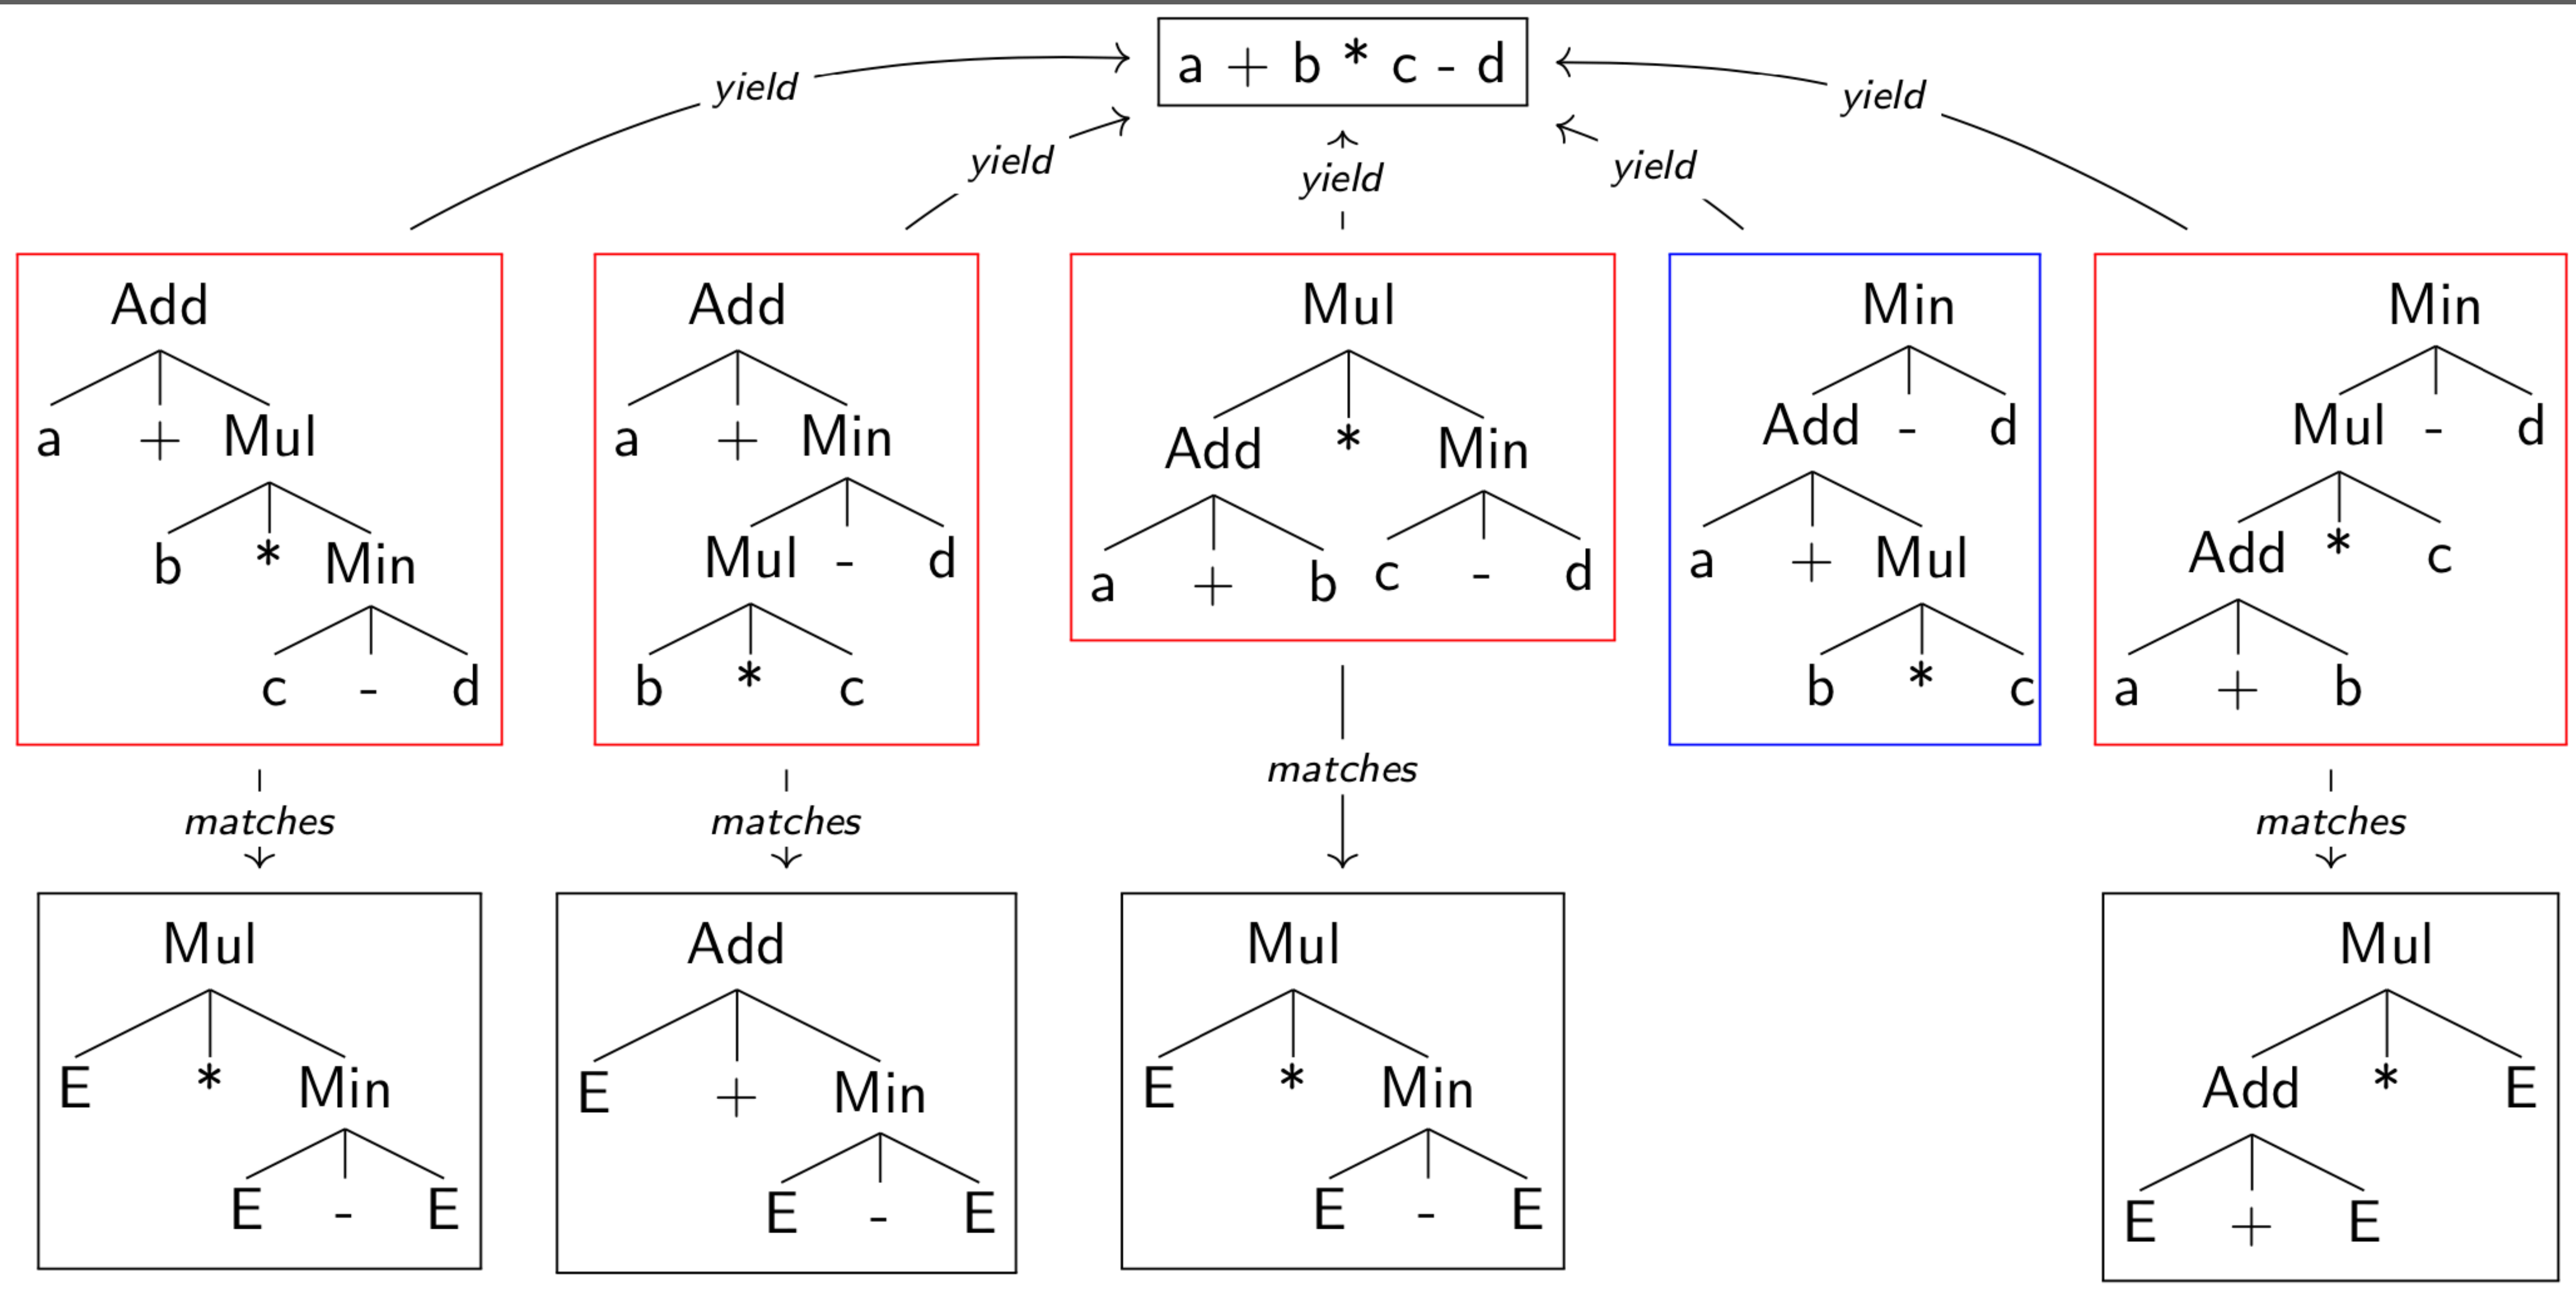 a + b * c - d
yield
yield
yield
yield
yield
Add
a + Mul
b * Min
c - d
Add
a + Min
Mul - d
b * c
Mul
Add * Min
a + b c - d
Min
Add - d
a + Mul
b * c
Min
Mul - d
Add * c
a + b
matches
matches
matches
matches
Mul
E * Min
E - E
Add
E + Min
E - E
Mul
E * Min
E - E
Mul
Add * E
E + E